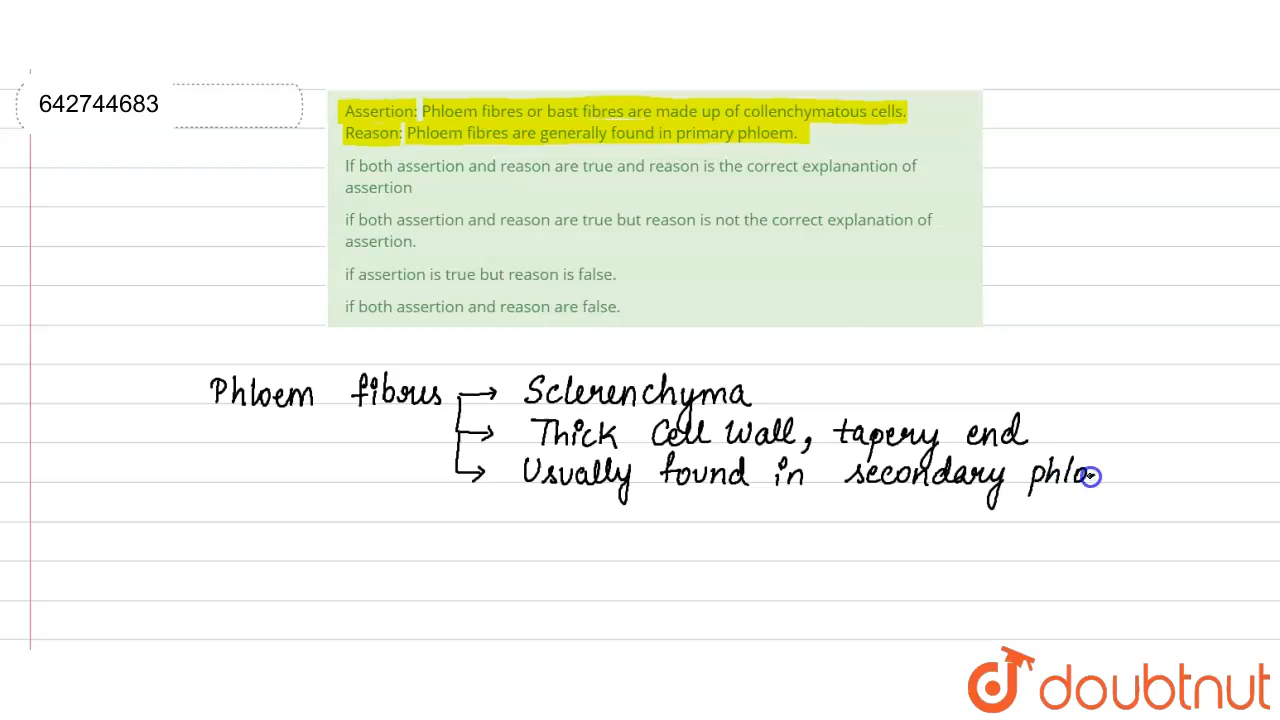 642744683
Assertion: Phloem fibres or bast fibres are made up of collenchymatous cells.
Reason: Phloem fibres are generally found in primary phloem.
If both assertion and reason are true and reason is the correct explanantion of
assertion
if both assertion and reason are true but reason is not the correct explanation of
assertion.
if assertion is true but reason is false.
if both assertion and reason are false.
Phloem fibres → Sclerenchyma
→ Thick Cell Wall, tapery end
→ Usually found in secondary phlo
doubtnut